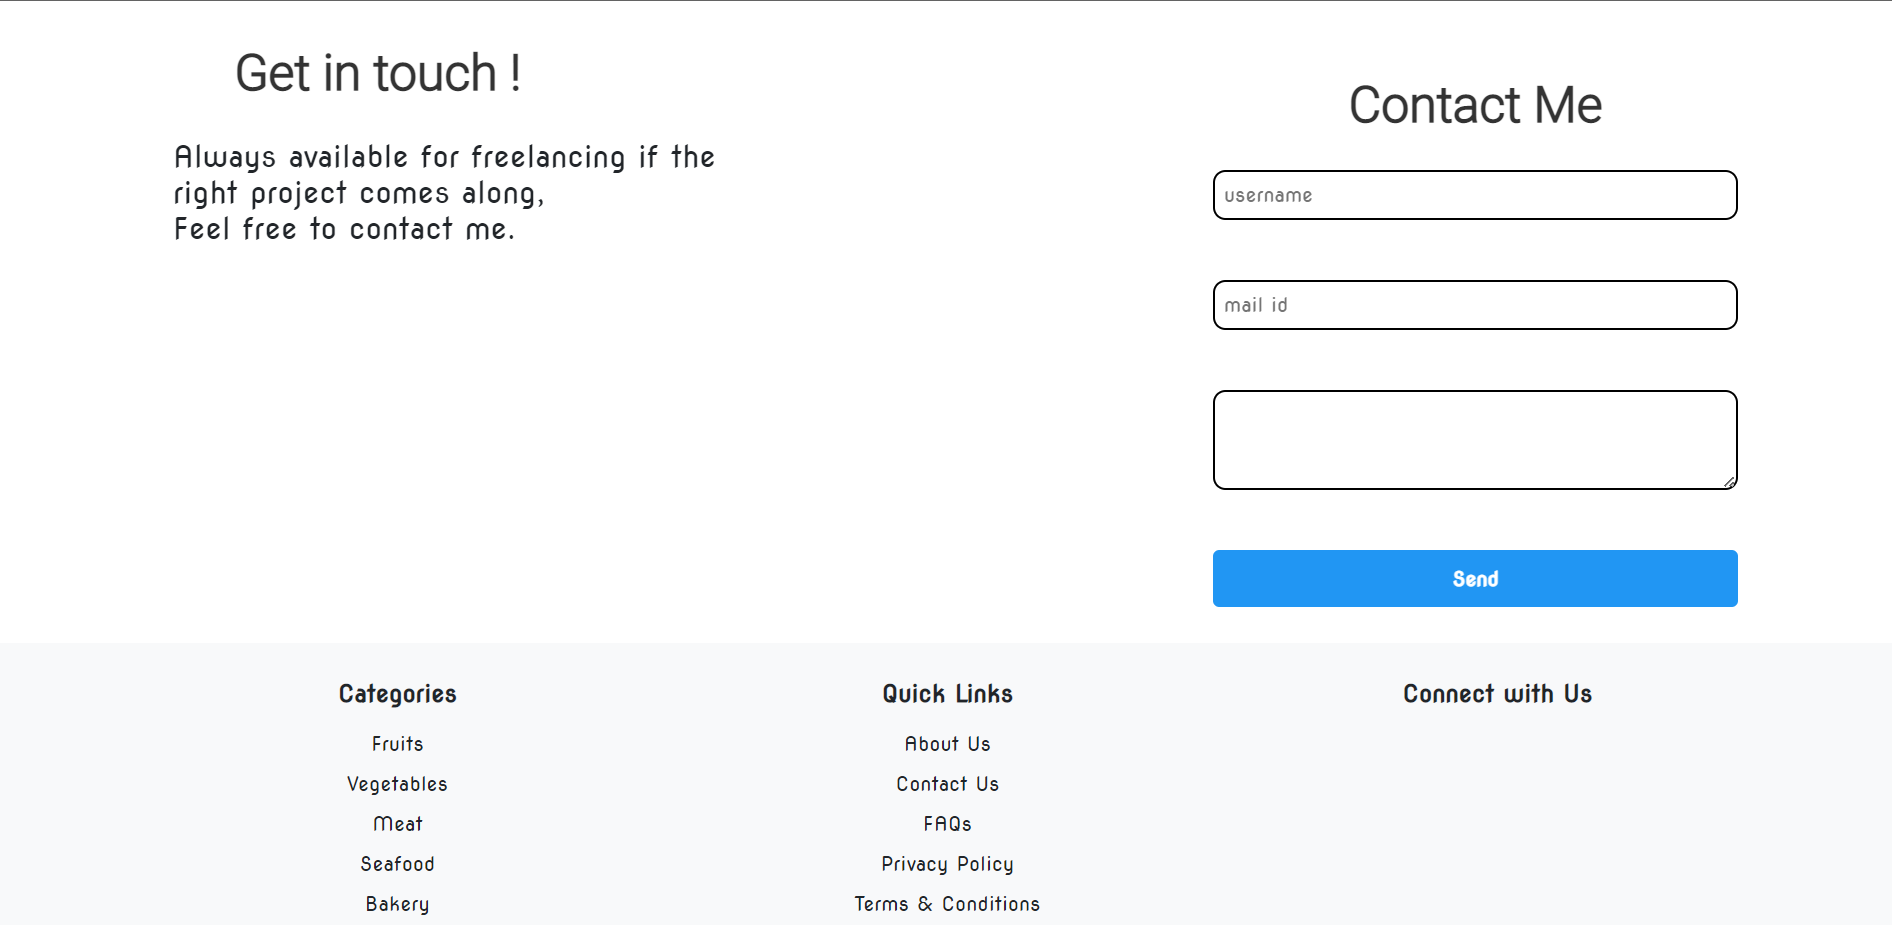 Get in touch !
Always available for freelancing if the
right project comes along,
Feel free to contact me.
Contact Me
username
mail id
Send
Categories
Fruits
Vegetables
Meat
Seafood
Bakery
Quick Links
About Us
Contact Us
FAQs
Privacy Policy
Terms & Conditions
Connect with Us